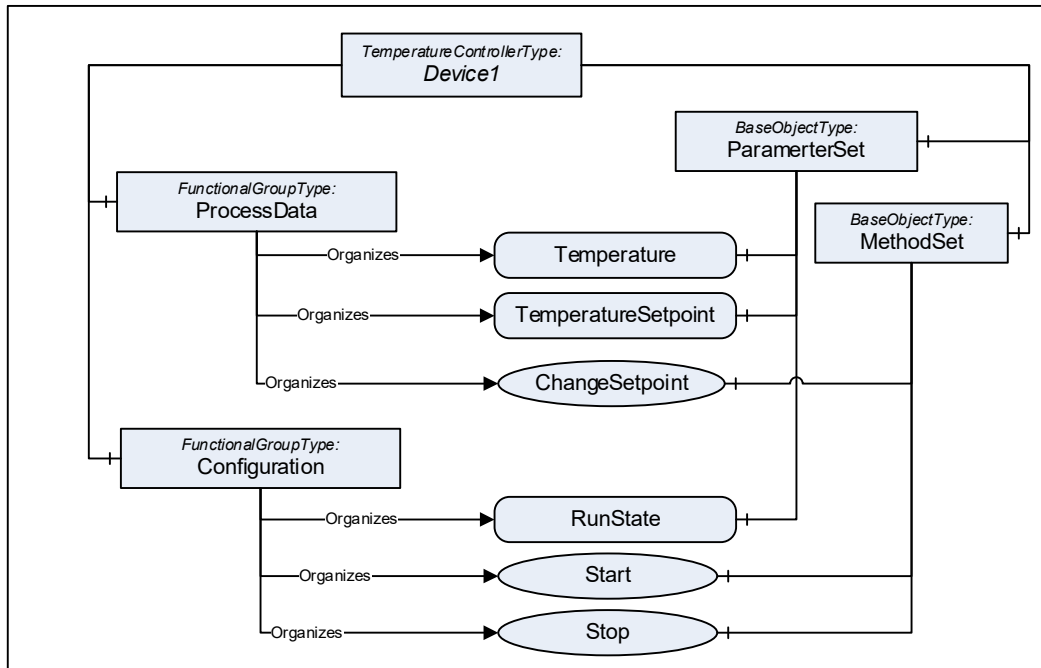 TemperatureControllerType:
Device1
BaseObjectType:
ParamerterSet
FunctionalGroupType:
ProcessData
BaseObjectType:
MethodSet
Organizes
Temperature
Organizes
TemperatureSetpoint
Organizes
ChangeSetpoint
FunctionalGroupType:
Configuration
Organizes
RunState
Organizes
Start
Organizes
Stop